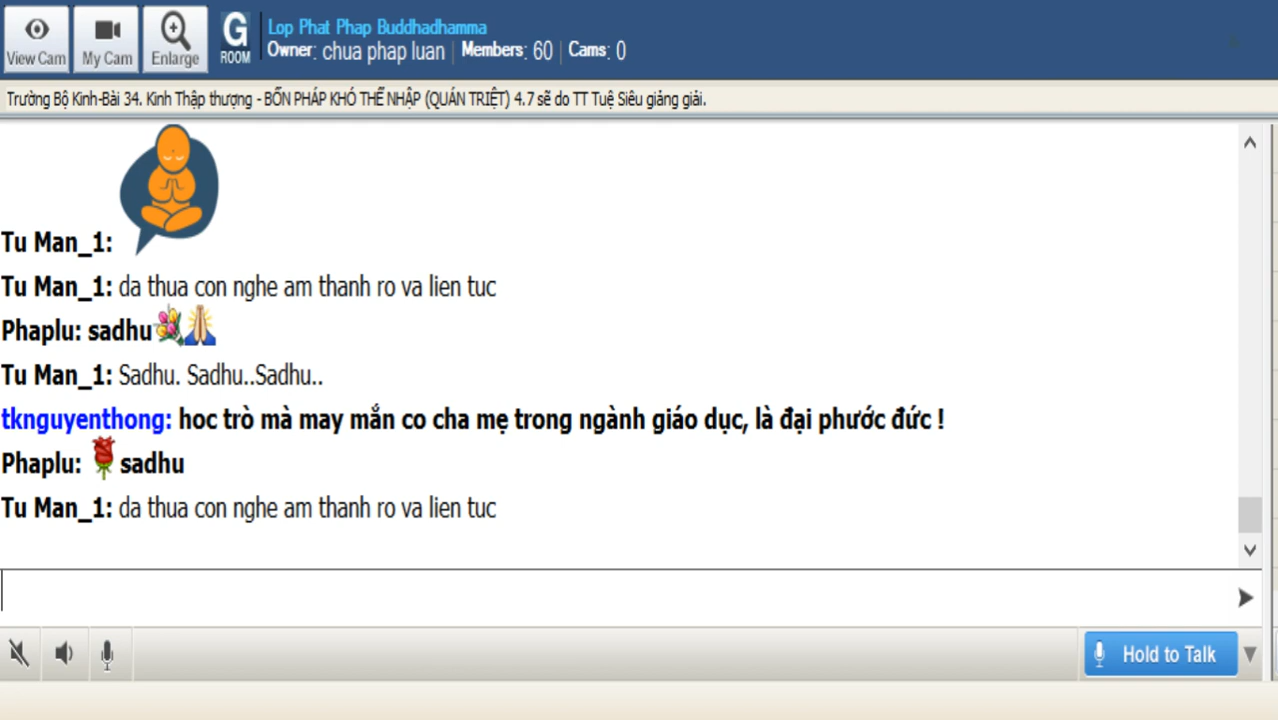 View Cam
My Cam
Enlarge
G
ROOM
Lop Phat Phap Buddhadhamma
Owner: chua phap luan | Members: 60 | Cams: 0
Trường Bộ Kinh-Bài 34. Kinh Thập thượng - BỐN PHÁP KHÓ THỂ NHẬP (QUÁN TRIỆT) 4.7 sẽ do TT Tuệ Siêu giảng giải.
Tu Man_1:
Tu Man_1: da thua con nghe am thanh ro va lien tuc
Phaplu: sadhu
Tu Man_1: Sadhu. Sadhu..Sadhu..
tknguyenthong: hoc trò mà may mắn co cha mẹ trong ngành giáo dục, là đại phước đức !
Phaplu: sadhu
Tu Man_1: da thua con nghe am thanh ro va lien tuc
Hold to Talk